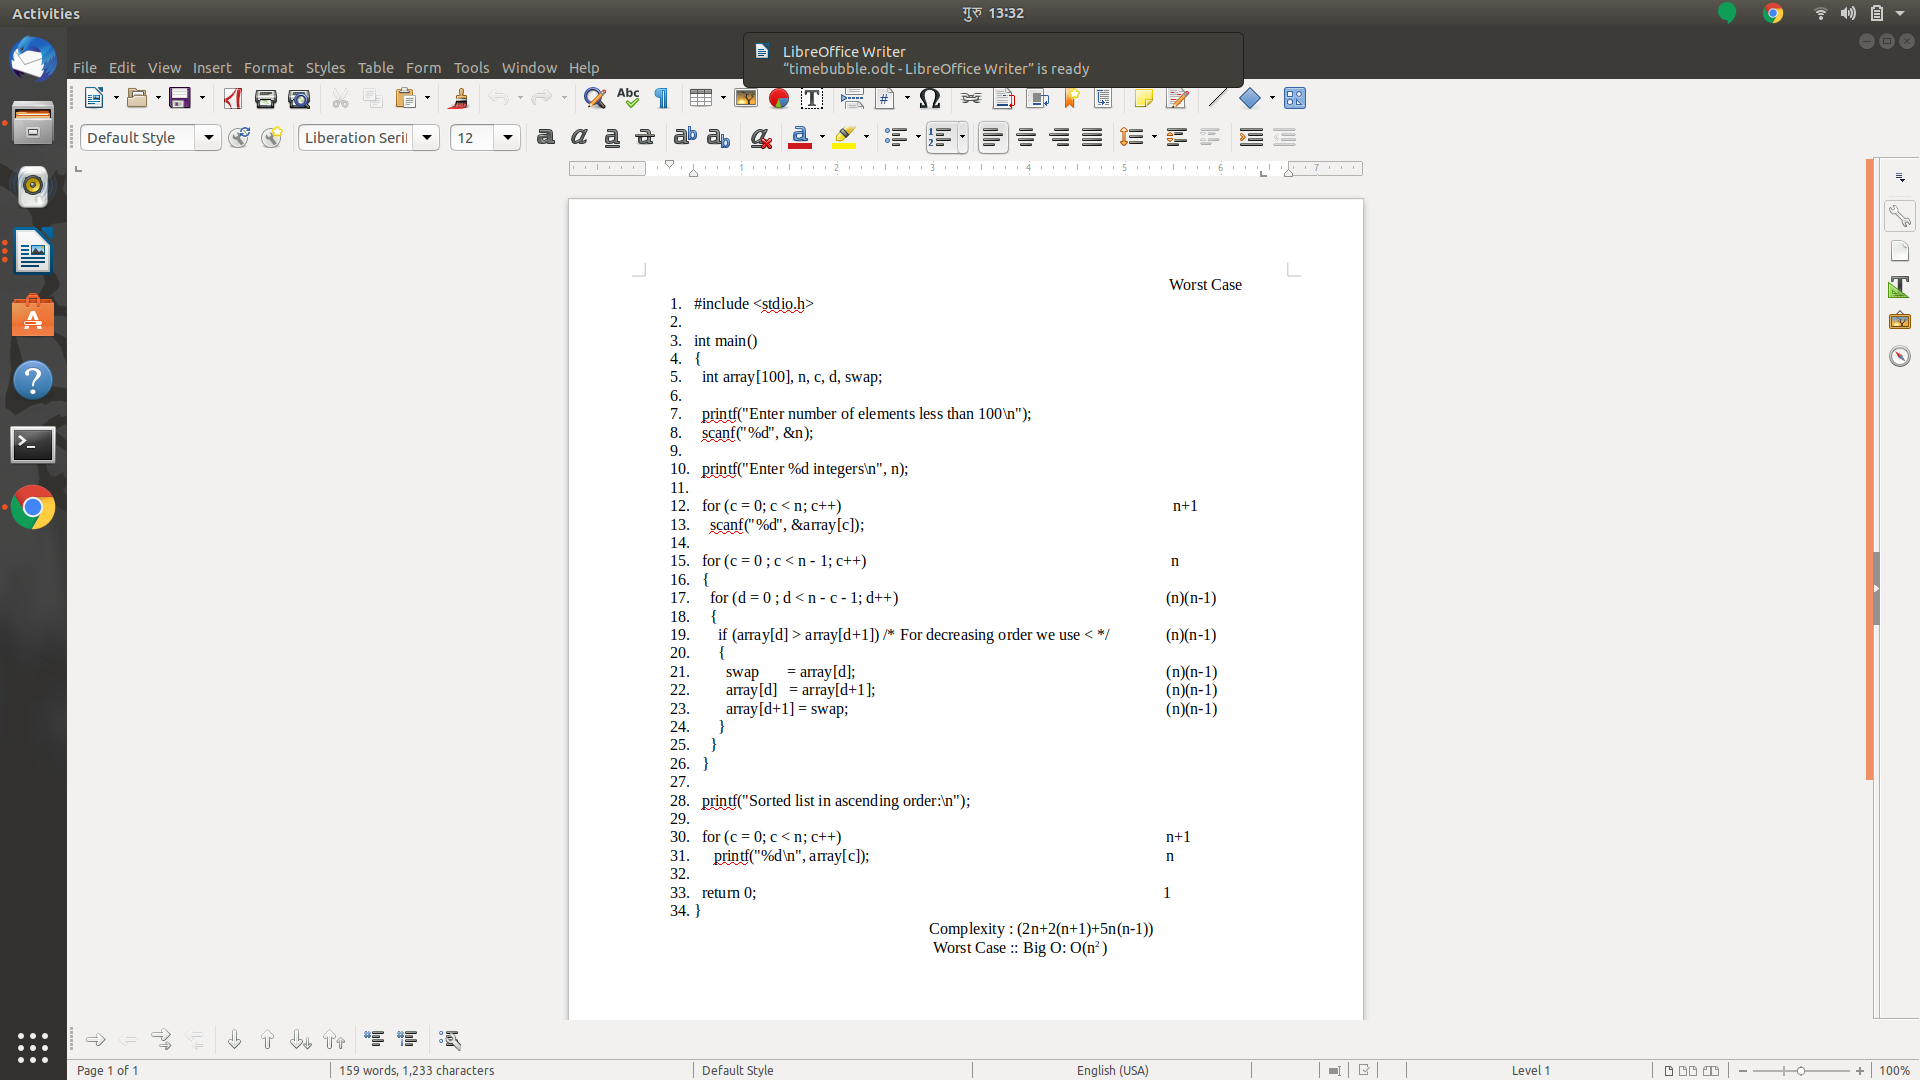 Activities
गुरु 13:32
LibreOffice Writer
“timebubble.odt - LibreOffice Writer” is ready
File Edit View Insert Format Styles Table Form Tools Window Help
Default Style
Liberation Seri
12
1 2 3 4 5 6 7
Worst Case
1. #include <stdio.h>
2.
3. int main()
4. {
5. int array[100], n, c, d, swap;
6.
7. printf("Enter number of elements less than 100\n");
8. scanf("%d", &n);
9.
10. printf("Enter %d integers\n", n);
11.
12. for (c = 0; c < n; c++) n+1
13. scanf("%d", &array[c]);
14.
15. for (c = 0 ; c < n - 1; c++) n
16. {
17. for (d = 0 ; d < n - c - 1; d++) (n)(n-1)
18. {
19. if (array[d] > array[d+1]) /* For decreasing order we use < */ (n)(n-1)
20. {
21. swap = array[d]; (n)(n-1)
22. array[d] = array[d+1]; (n)(n-1)
23. array[d+1] = swap; (n)(n-1)
24. }
25. }
26. }
27.
28. printf("Sorted list in ascending order:\n");
29.
30. for (c = 0; c < n; c++) n+1
31. printf("%d\n", array[c]); n
32.
33. return 0; 1
34. }
Complexity : (2n+2(n+1)+5n(n-1))
Worst Case :: Big O: O(n²)
Page 1 of 1
159 words, 1,233 characters
Default Style
English (USA)
Level 1
100%